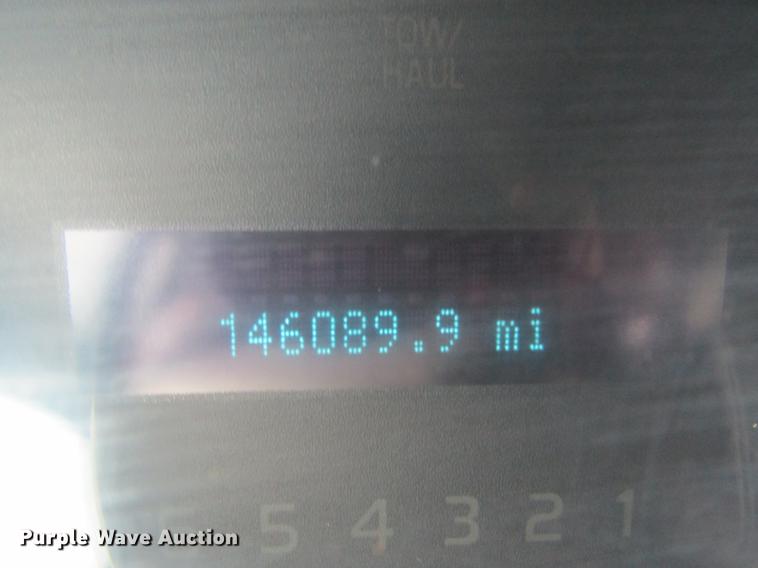 TOW/
HAUL
146089.9 mi
5 4 3 2 1
Purple Wave Auction